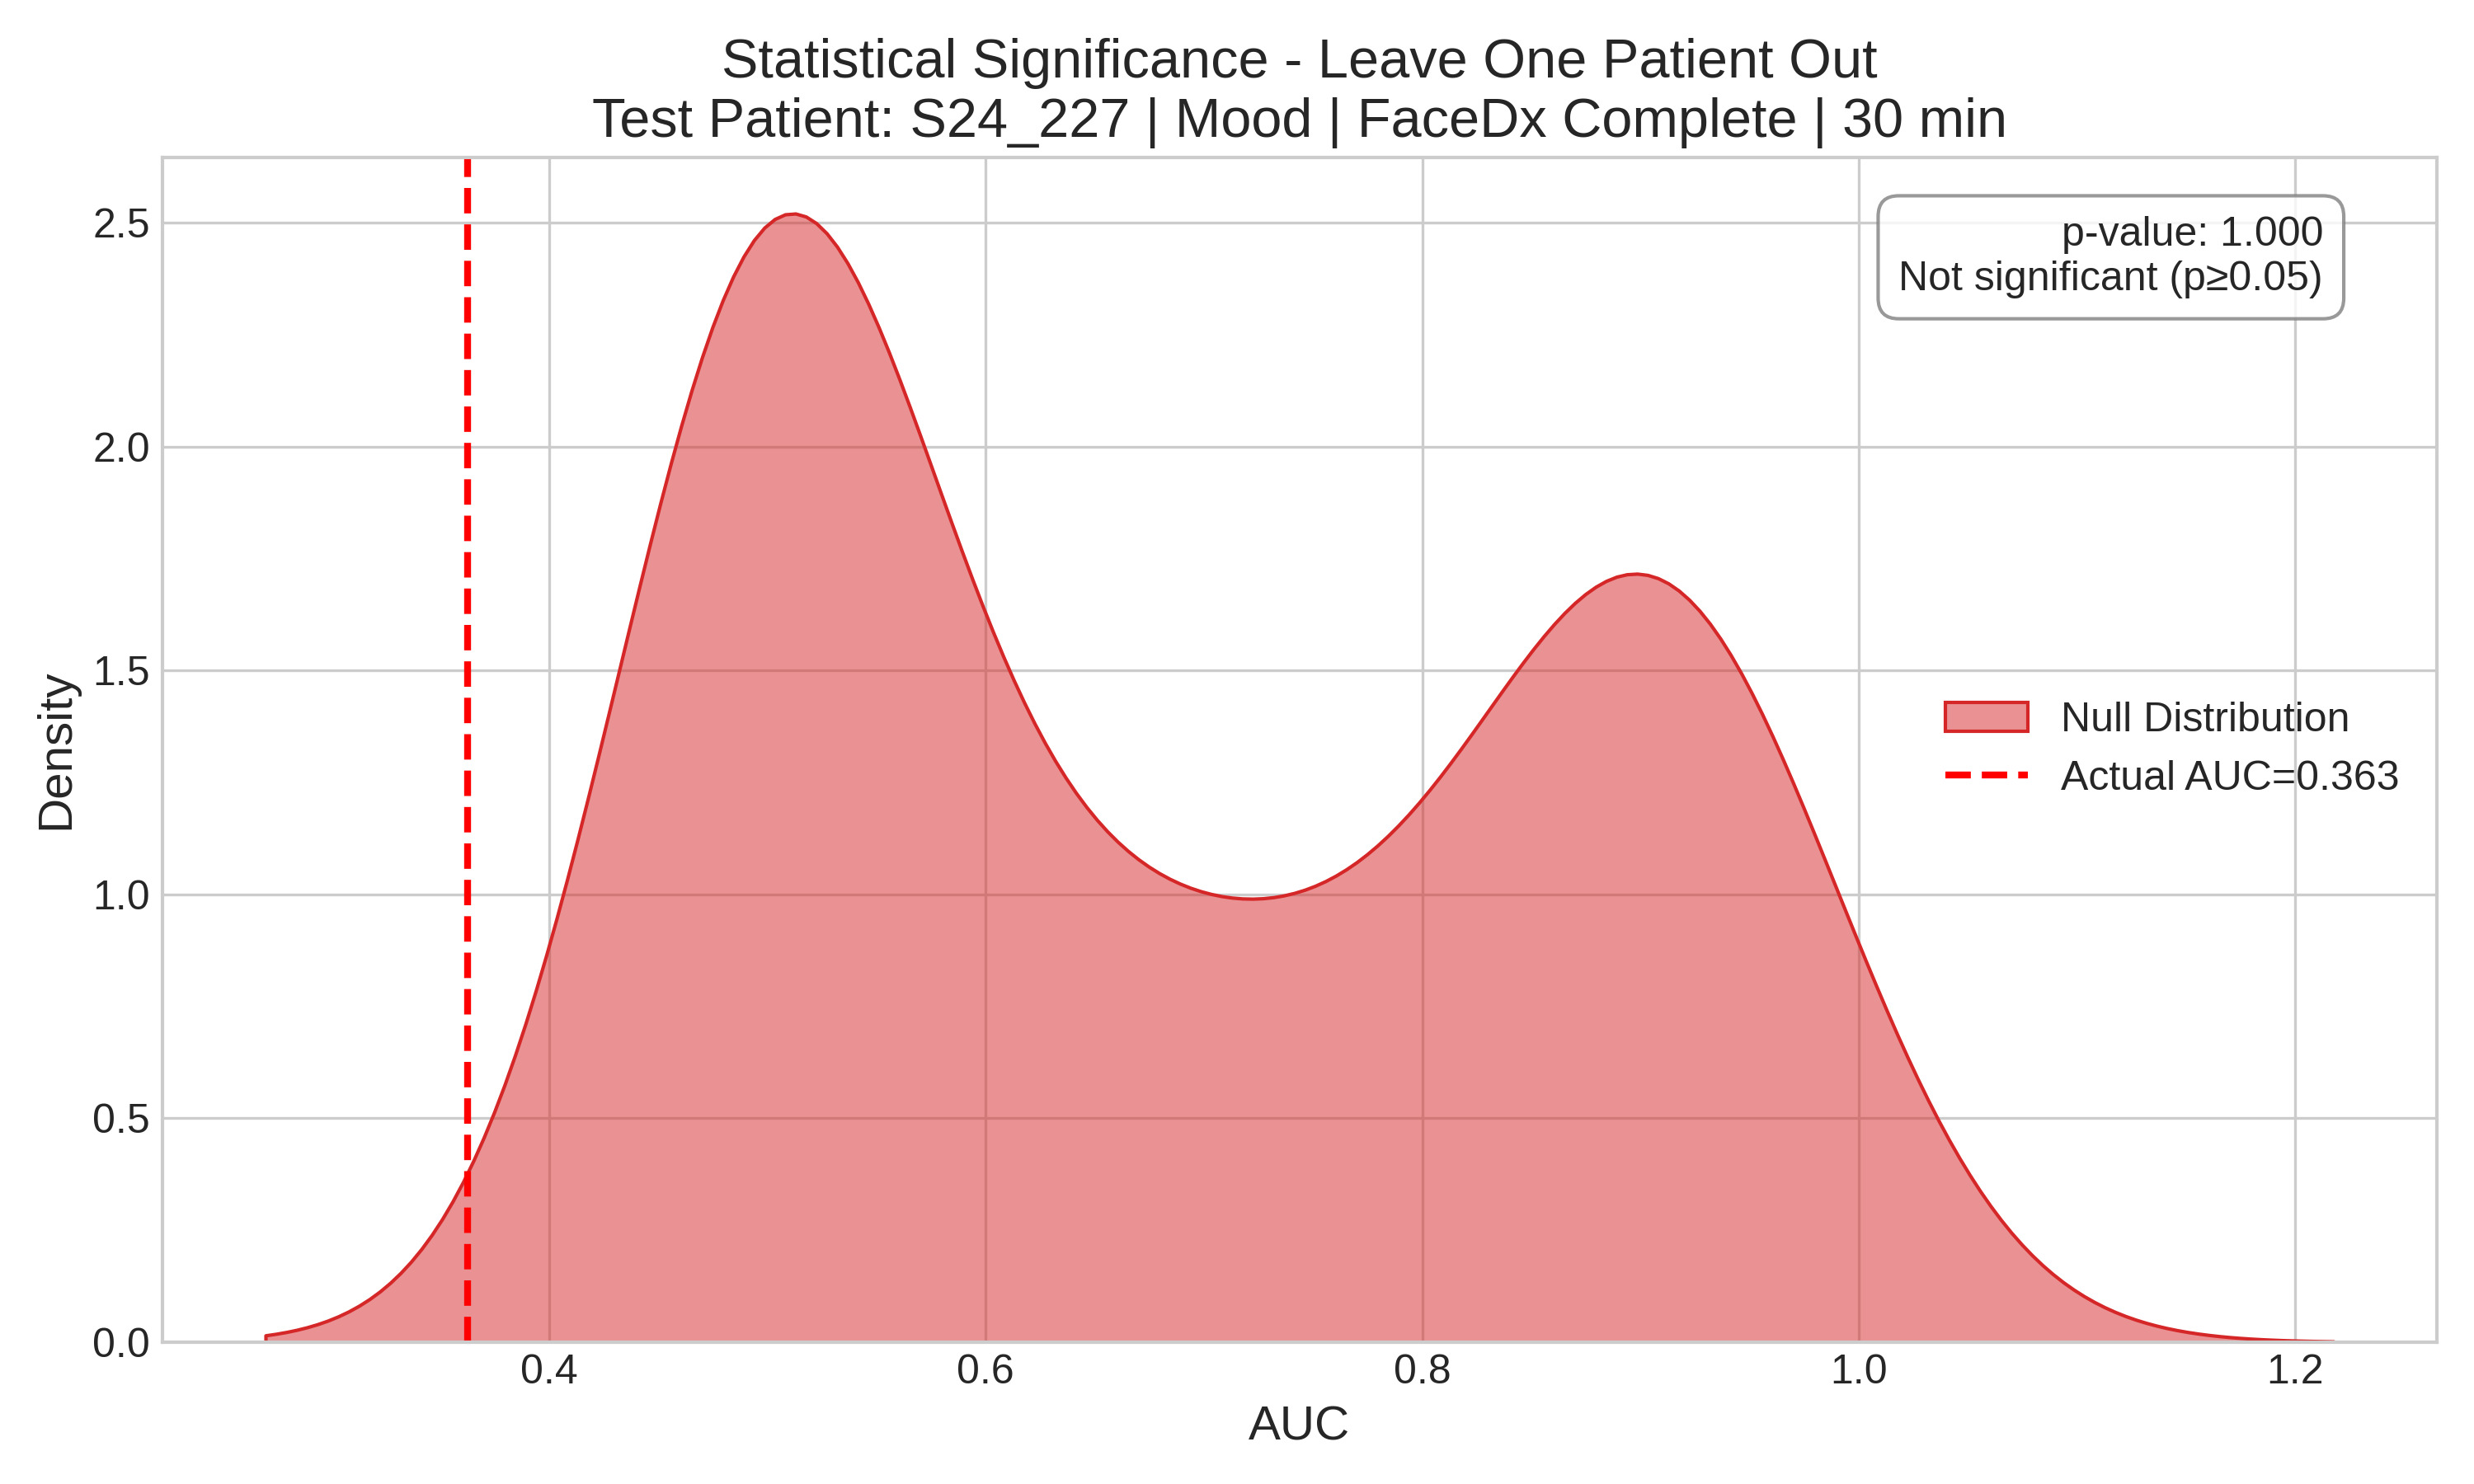 Statistical Significance - Leave One Patient Out
Test Patient: S24_227 | Mood | FaceDx Complete | 30 min
p-value: 1.000
Not significant (p≥0.05)
Null Distribution
Actual AUC=0.363
Density
2.5
2.0
1.5
1.0
0.5
0.0
0.4
0.6
0.8
1.0
1.2
AUC